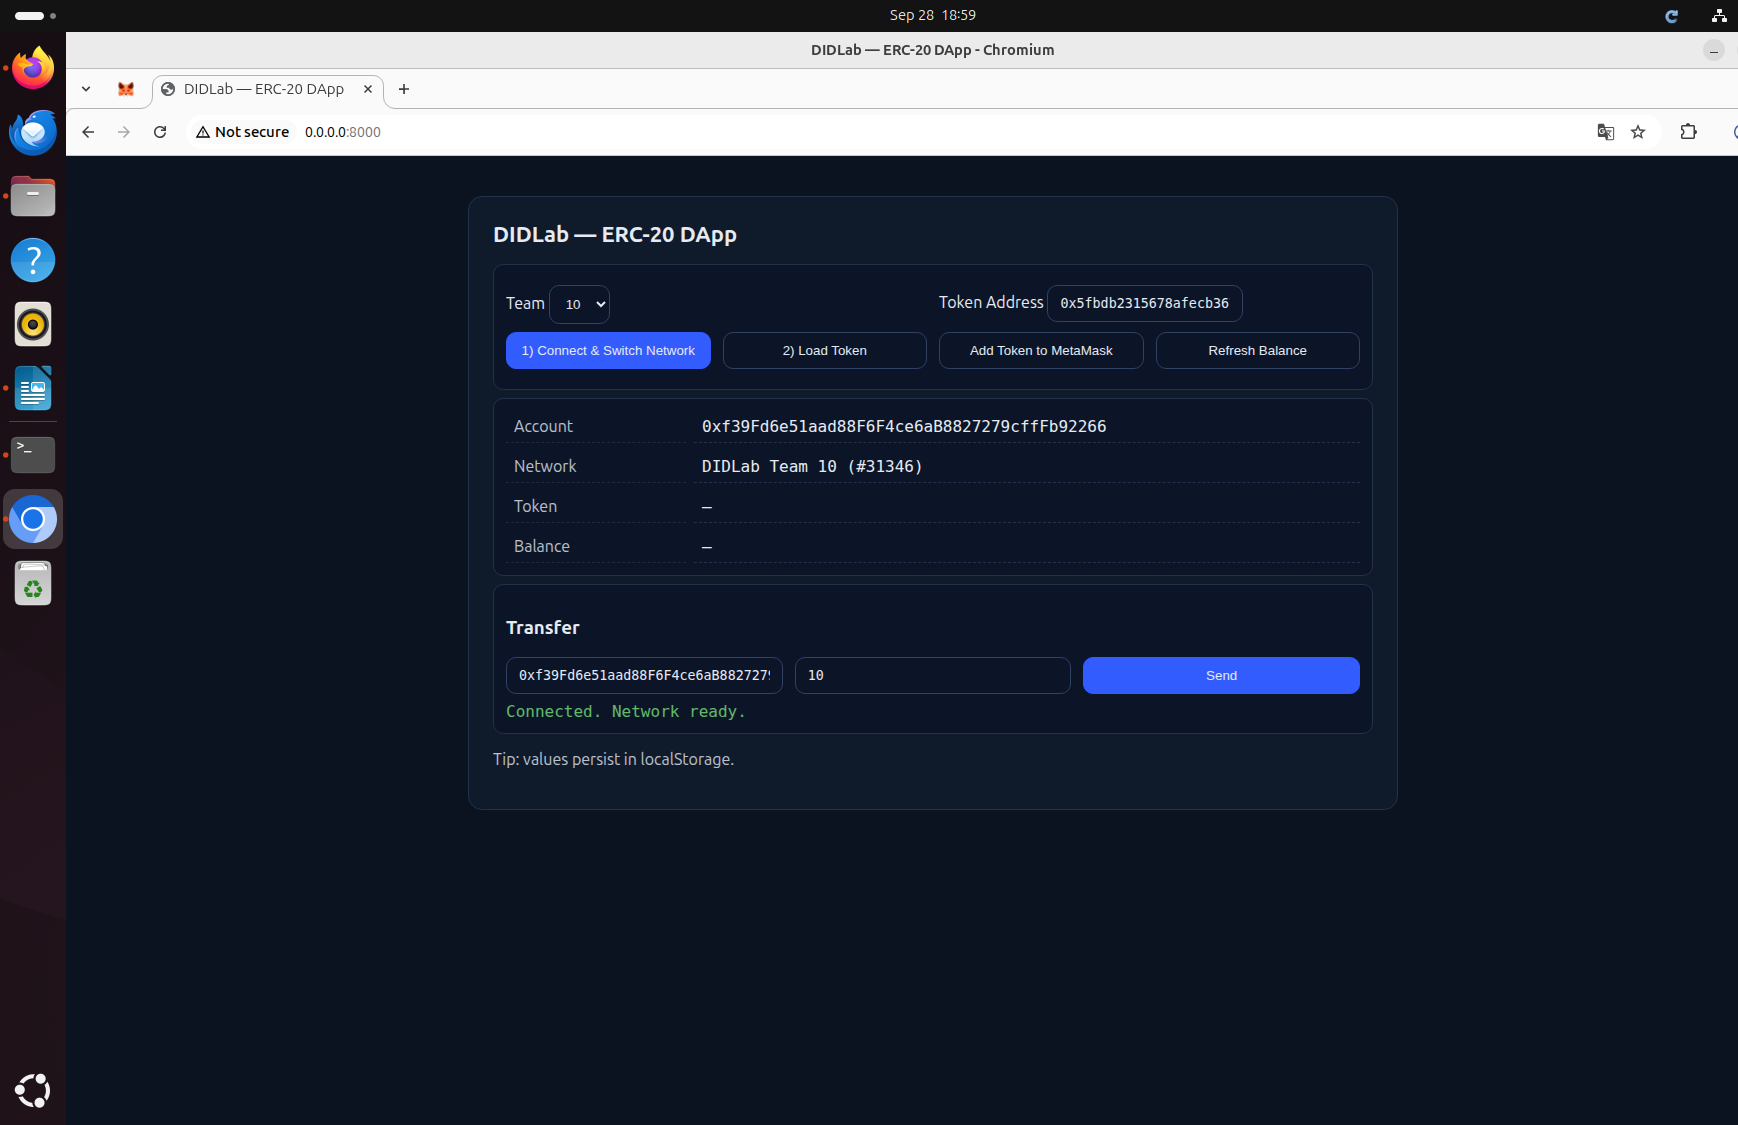 Sep 28 18:59
DIDLab — ERC-20 DApp - Chromium
DIDLab — ERC-20 DApp
Not secure 0.0.0.0:8000
DIDLab — ERC-20 DApp
Team 10 Token Address 0x5fbdb2315678afecb36
1) Connect & Switch Network 2) Load Token Add Token to MetaMask Refresh Balance
Account 0xf39Fd6e51aad88F6F4ce6aB8827279cffFb92266
Network DIDLab Team 10 (#31346)
Token —
Balance —
Transfer
0xf39Fd6e51aad88F6F4ce6aB8827279 10 Send
Connected. Network ready.
Tip: values persist in localStorage.